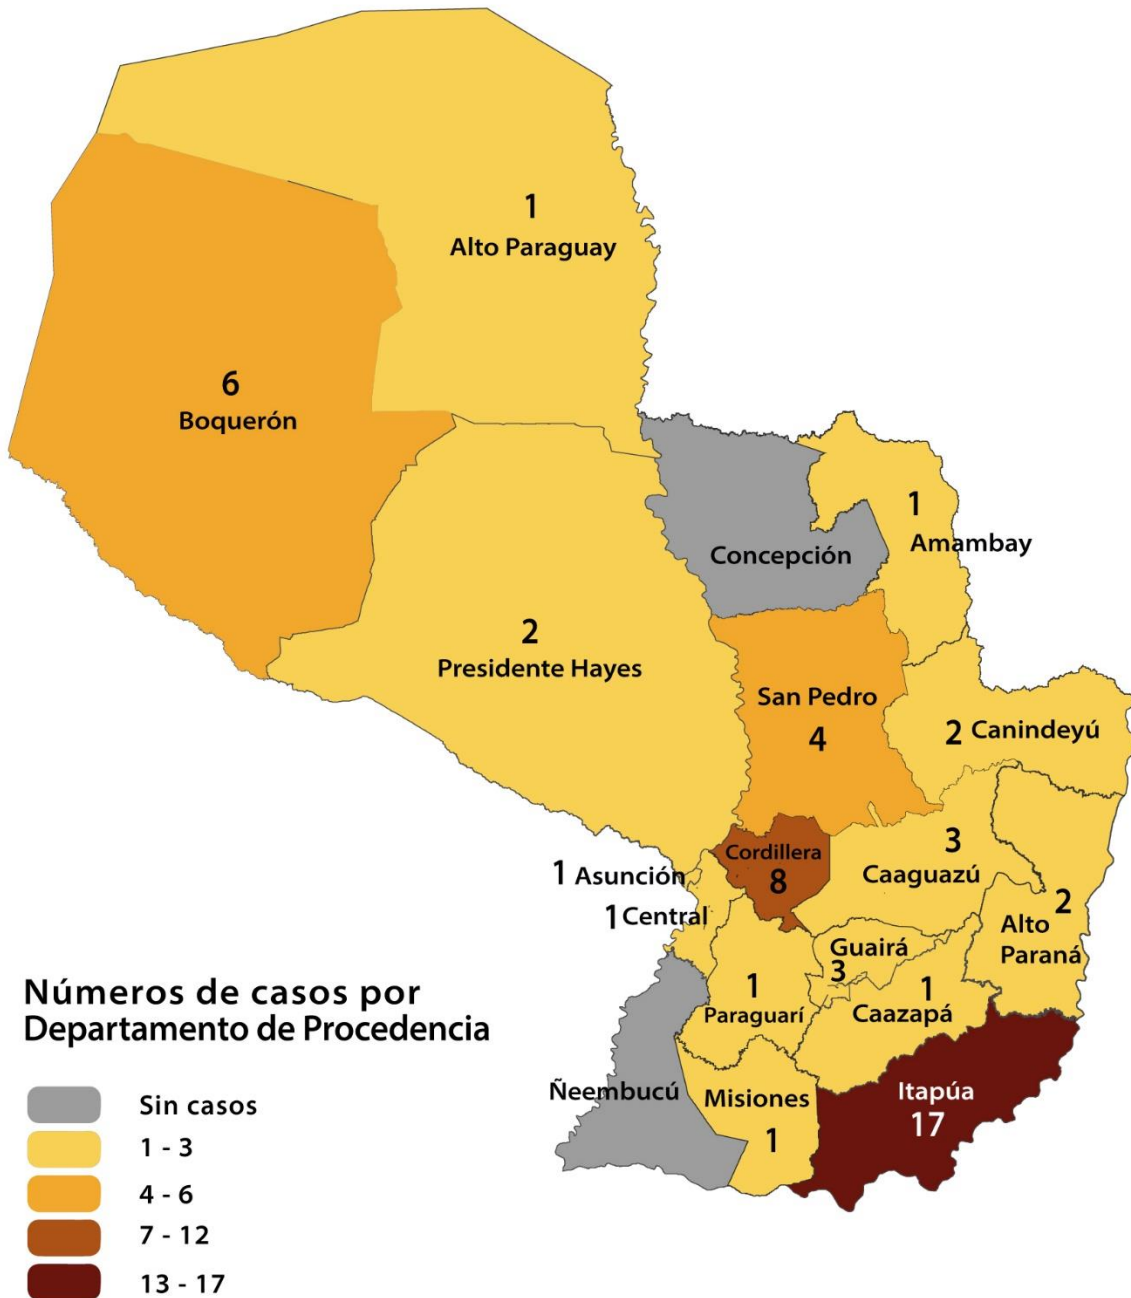 1
Alto Paraguay
6
Boquerón
Concepción
1
Amambay
2
Presidente Hayes
San Pedro
4
2 Canindeyú
Cordillera
8
3
Caaguazú
1 Asunción
1 Central
2
Alto
Paraná
Guairá
3
1
Paraguarí
1
Caazapá
Números de casos por
Departamento de Procedencia
Ñeembucú
Misiones
1
Itapúa
17
Sin casos
1 - 3
4 - 6
7 - 12
13 - 17